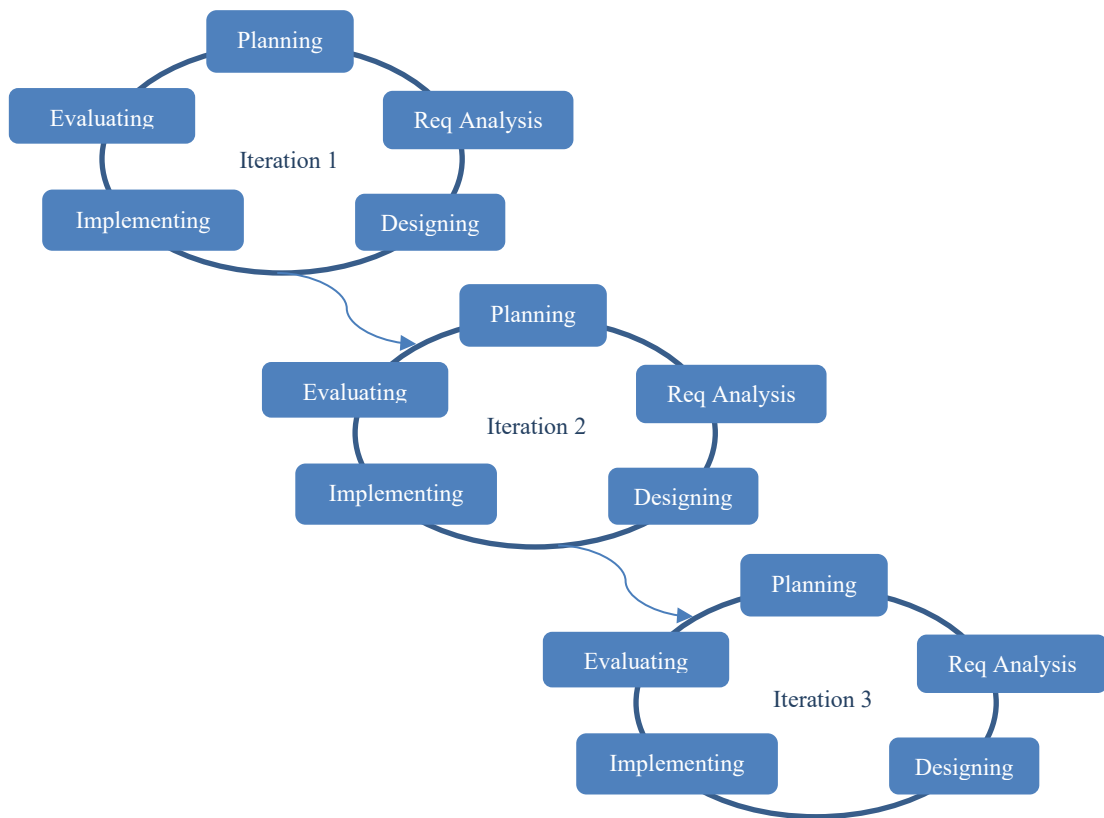 Planning
Evaluating
Req Analysis
Iteration 1
Implementing
Designing
Planning
Evaluating
Req Analysis
Iteration 2
Implementing
Designing
Planning
Evaluating
Req Analysis
Iteration 3
Implementing
Designing